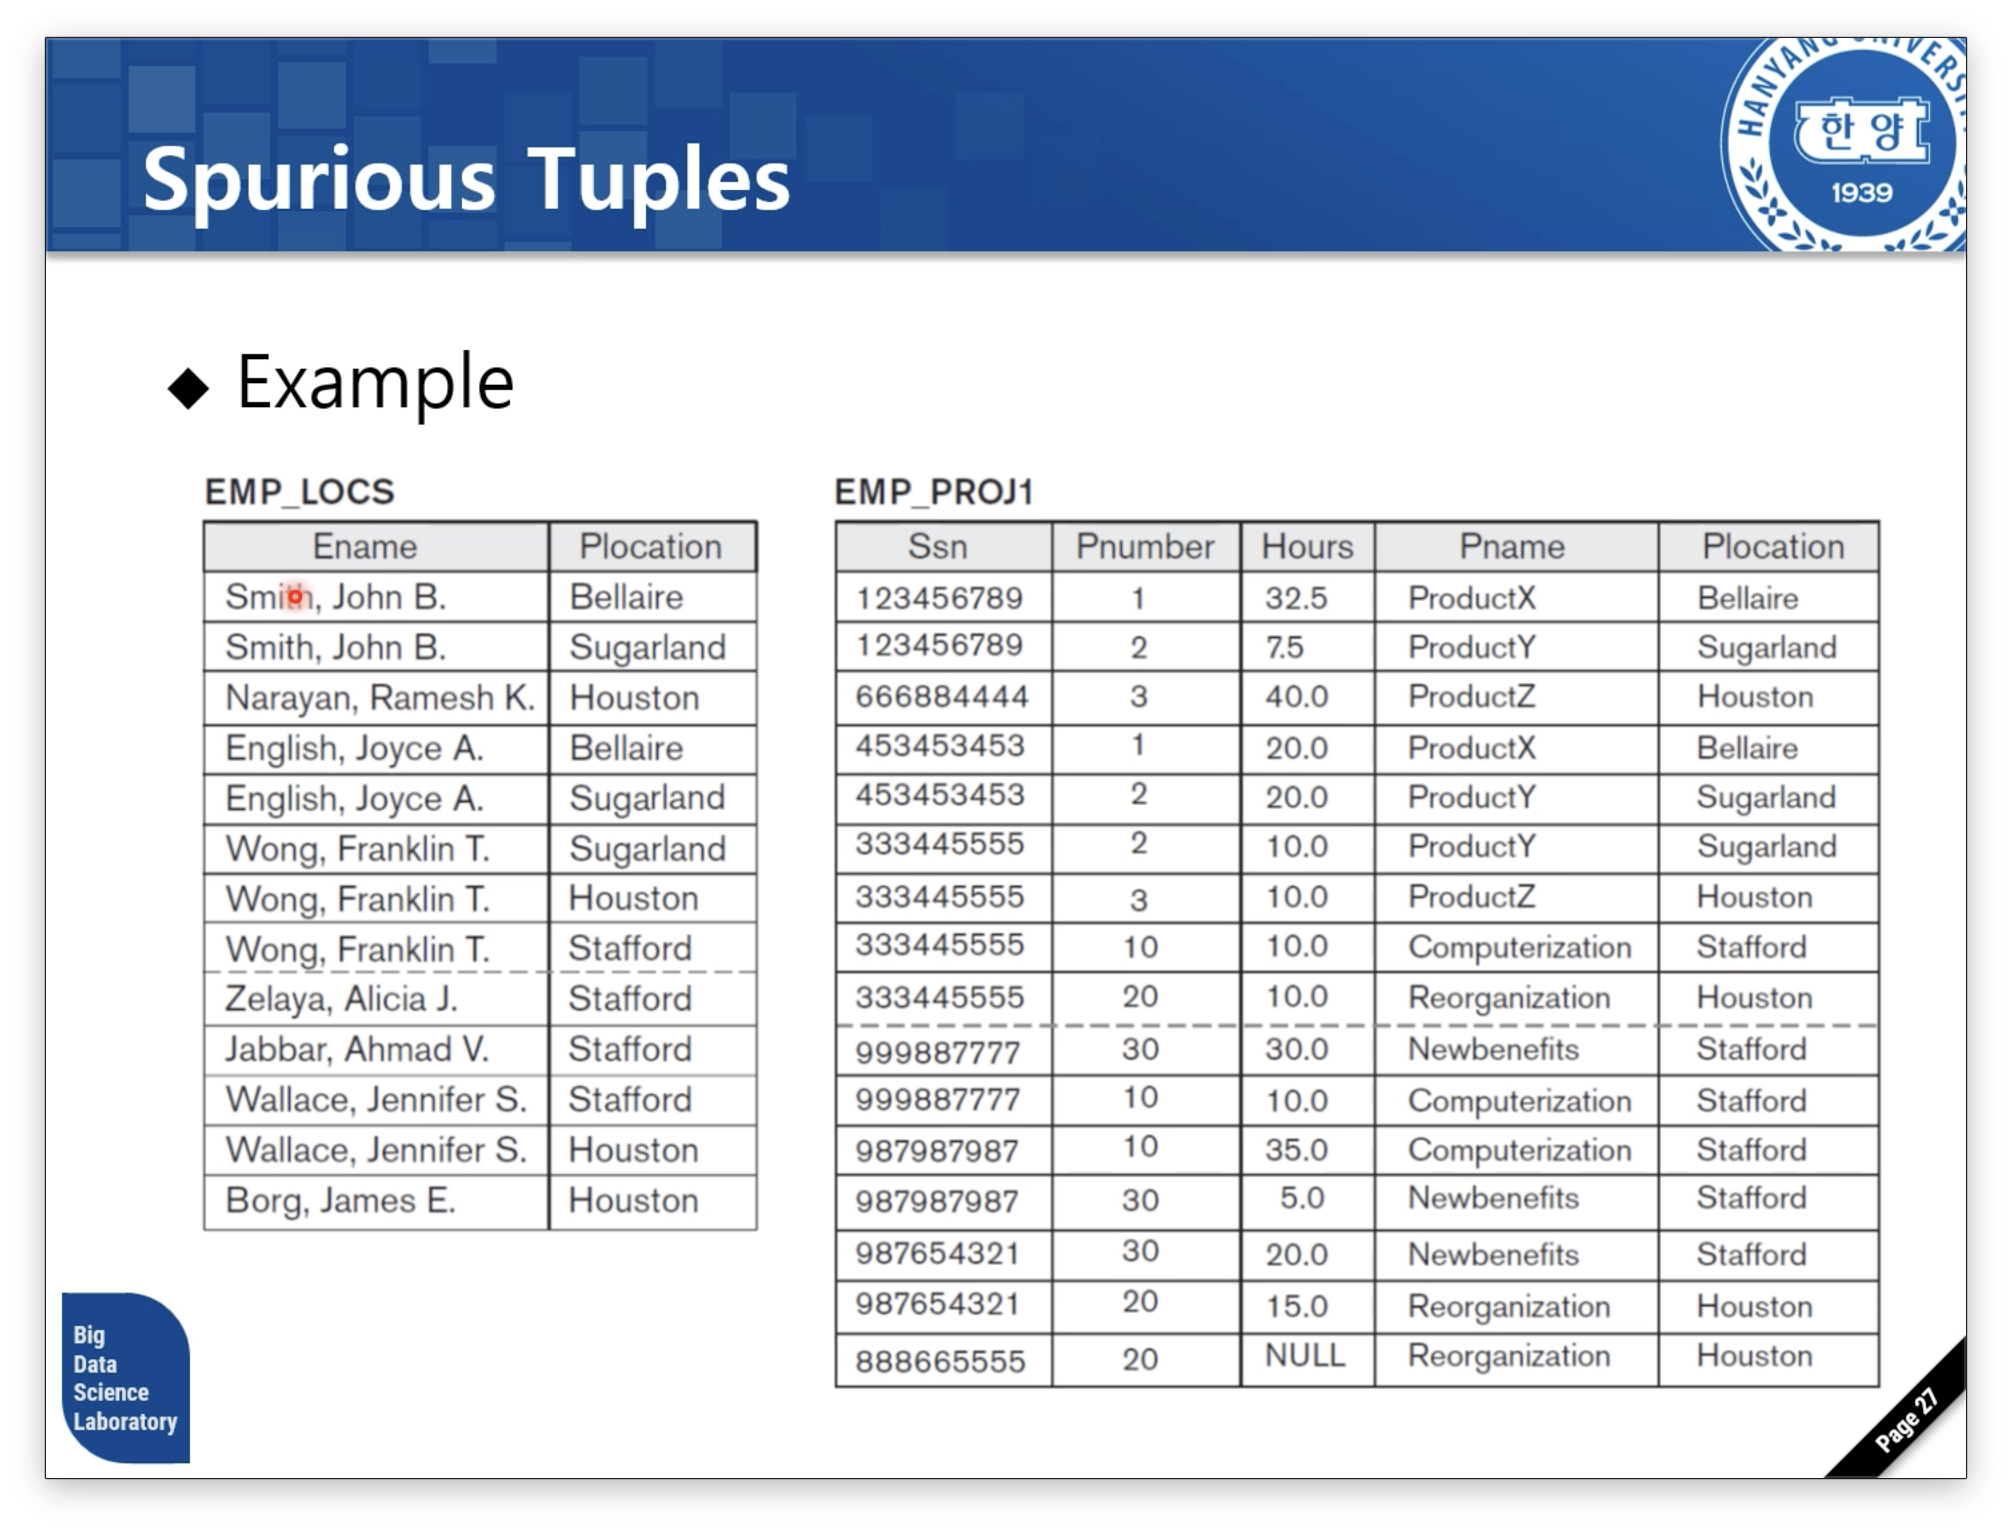 HANYANG UNIVERSI
한양
1939
Spurious Tuples
◆ Example
EMP_LOCS
Ename Plocation
Smith, John B. Bellaire
Smith, John B. Sugarland
Narayan, Ramesh K. Houston
English, Joyce A. Bellaire
English, Joyce A. Sugarland
Wong, Franklin T. Sugarland
Wong, Franklin T. Houston
Wong, Franklin T. Stafford
Zelaya, Alicia J. Stafford
Jabbar, Ahmad V. Stafford
Wallace, Jennifer S. Stafford
Wallace, Jennifer S. Houston
Borg, James E. Houston
EMP_PROJ1
Ssn Pnumber Hours Pname Plocation
123456789 1 32.5 ProductX Bellaire
123456789 2 7.5 ProductY Sugarland
666884444 3 40.0 ProductZ Houston
453453453 1 20.0 ProductX Bellaire
453453453 2 20.0 ProductY Sugarland
333445555 2 10.0 ProductY Sugarland
333445555 3 10.0 ProductZ Houston
333445555 10 10.0 Computerization Stafford
333445555 20 10.0 Reorganization Houston
999887777 30 30.0 Newbenefits Stafford
999887777 10 10.0 Computerization Stafford
987987987 10 35.0 Computerization Stafford
987987987 30 5.0 Newbenefits Stafford
987654321 30 20.0 Newbenefits Stafford
987654321 20 15.0 Reorganization Houston
888665555 20 NULL Reorganization Houston
Big
Data
Science
Laboratory
Page 27